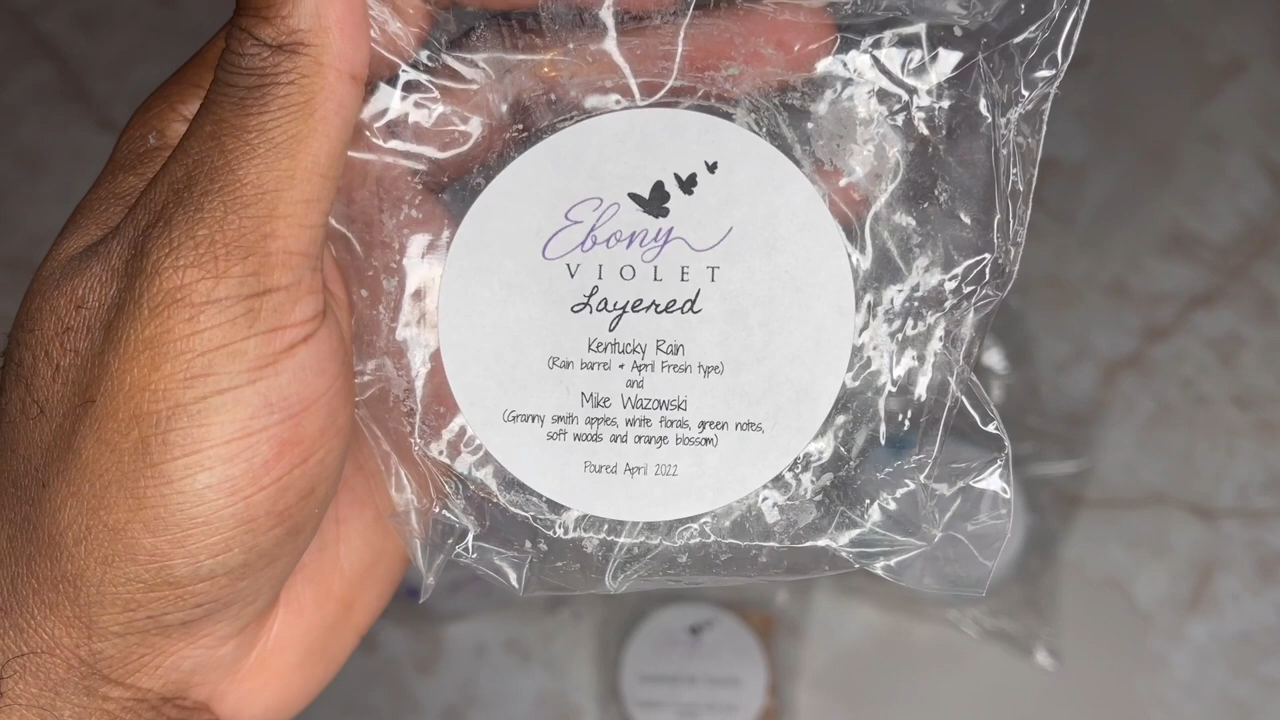 Ebony
VIOLET
Layered
Kentucky Rain
(Rain barrel + April Fresh type)
and
Mike Wazowski
(Granny smith apples, white florals, green notes,
soft woods and orange blossom)
Poured April 2022